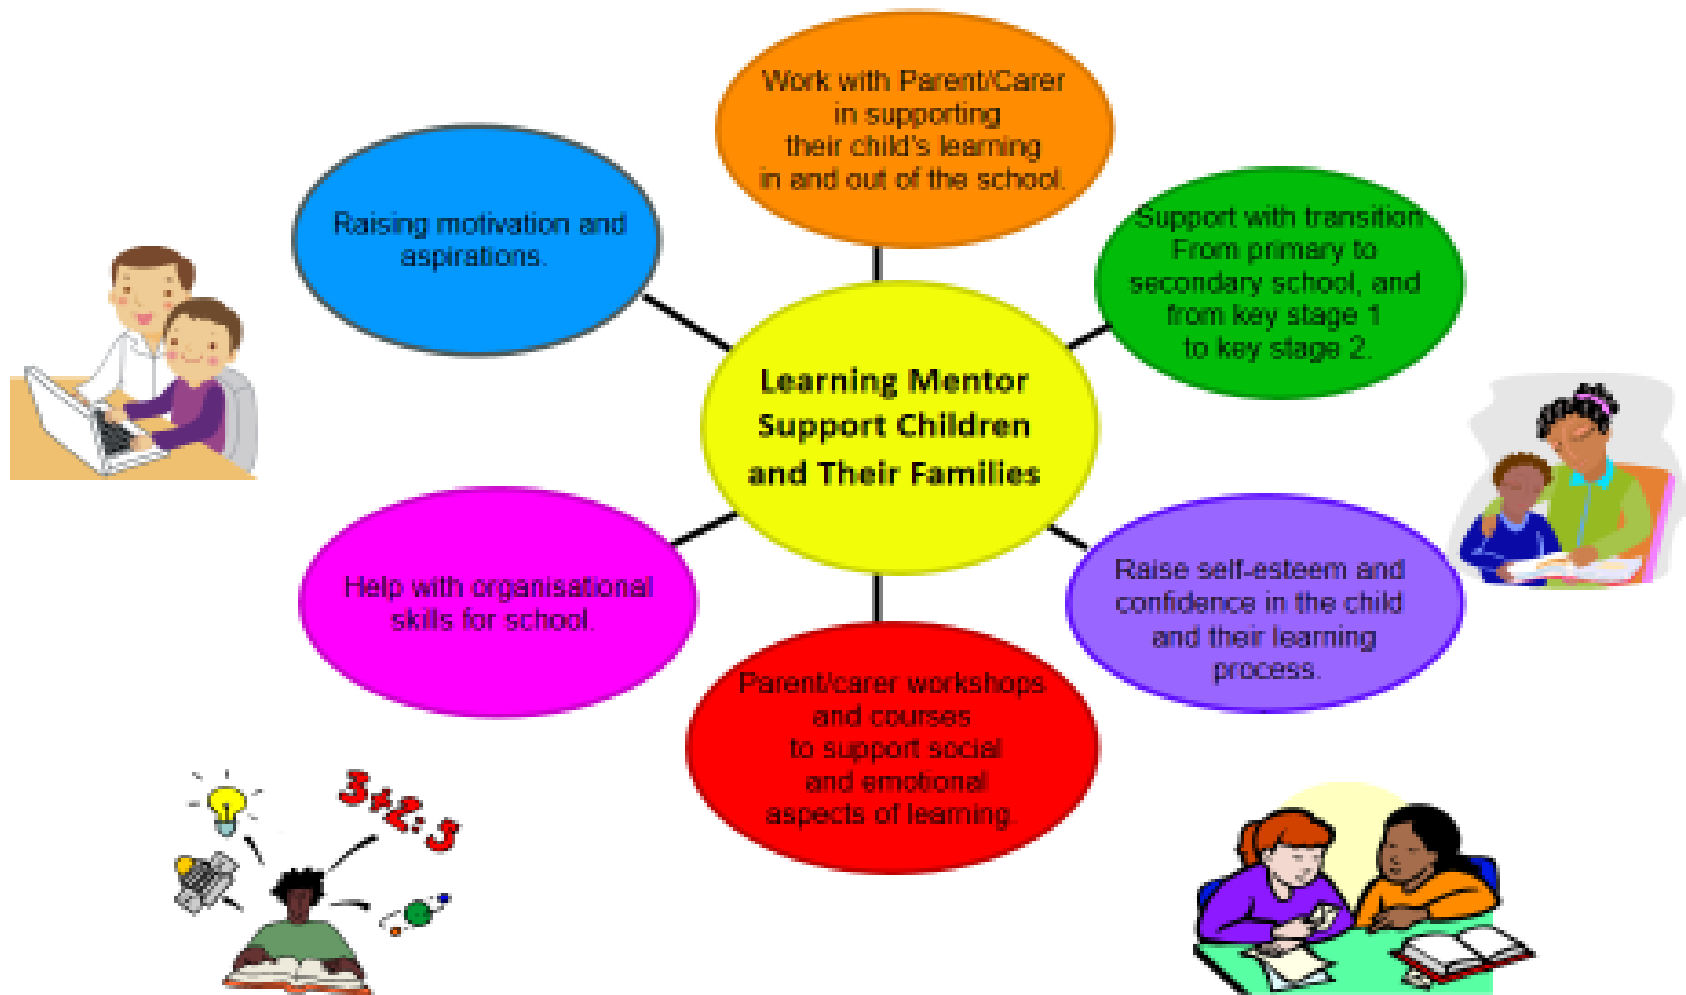 Work with Parent/Carer
in supporting
their child's learning
in and out of the school.
Raising motivation and
aspirations.
Support with transition
From primary to
secondary school, and
from key stage 1
to key stage 2.
Learning Mentor
Support Children
and Their Families
Help with organisational
skills for school.
Raise self-esteem and
confidence in the child
and their learning
process.
Parent/carer workshops
and courses
to support social
and emotional
aspects of learning.
3+2:5